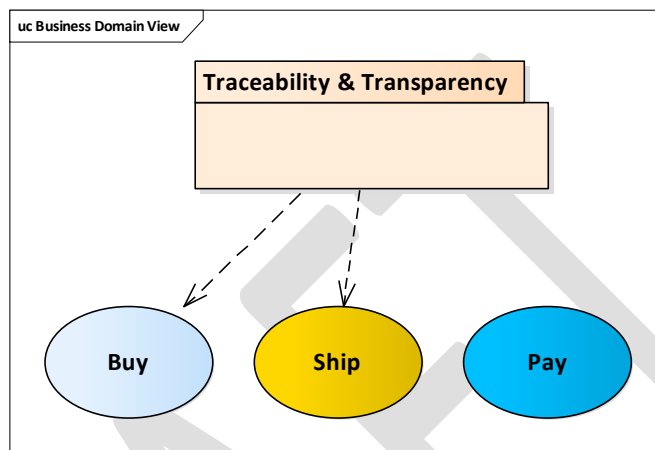 uc Business Domain View
Traceability & Transparency
Buy
Ship
Pay